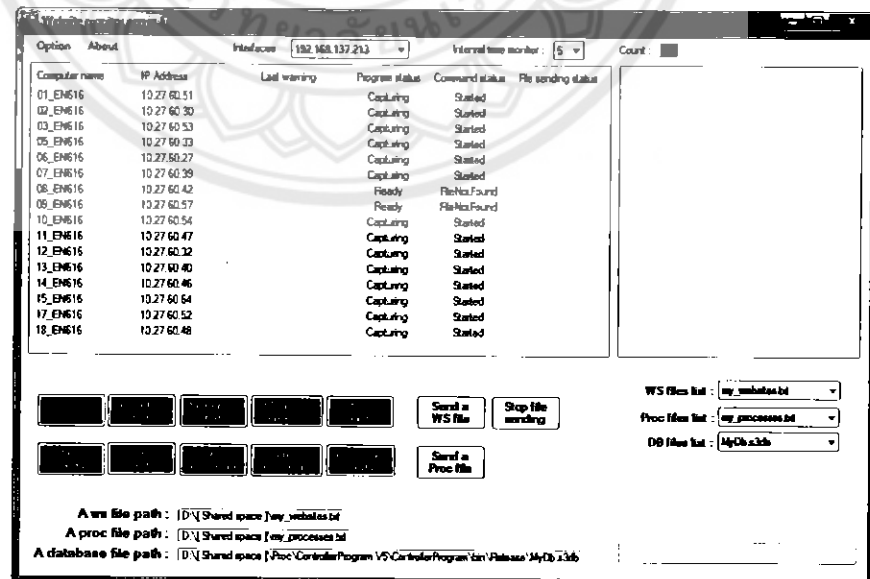 Option About Interfaces 192.168.137.213 Interval time monitor : 5 Count :
Computer name IP Address Last warning Program status Command status File sending status
01_EN616 10.27.60.51 Capturing Started
02_EN616 10.27.60.30 Capturing Started
03_EN616 10.27.60.53 Capturing Started
05_EN616 10.27.60.33 Capturing Started
06_EN616 10.27.60.27 Capturing Started
07_EN616 10.27.60.39 Capturing Started
08_EN616 10.27.60.42 Ready FileNotFound
09_EN616 10.27.60.57 Ready FileNotFound
10_EN616 10.27.60.54 Capturing Started
11_EN616 10.27.60.47 Capturing Started
12_EN616 10.27.60.32 Capturing Started
13_EN616 10.27.60.40 Capturing Started
14_EN616 10.27.60.46 Capturing Started
15_EN616 10.27.60.64 Capturing Started
17_EN616 10.27.60.52 Capturing Started
18_EN616 10.27.60.48 Capturing Started
WS files list : my_websites.txt
Send a WS file
Stop file sending
Proc files list : my_processes.txt
DB files list : MyDb.s3db
Send a Proc file
A ws file path : D:\[ Shared space ]\my_websites.txt
A proc file path : D:\[ Shared space ]\my_processes.txt
A database file path : D:\[ Shared space ]\Proc\ControllerProgram VS\ControllerProgram\bin\Release\MyDb.s3db